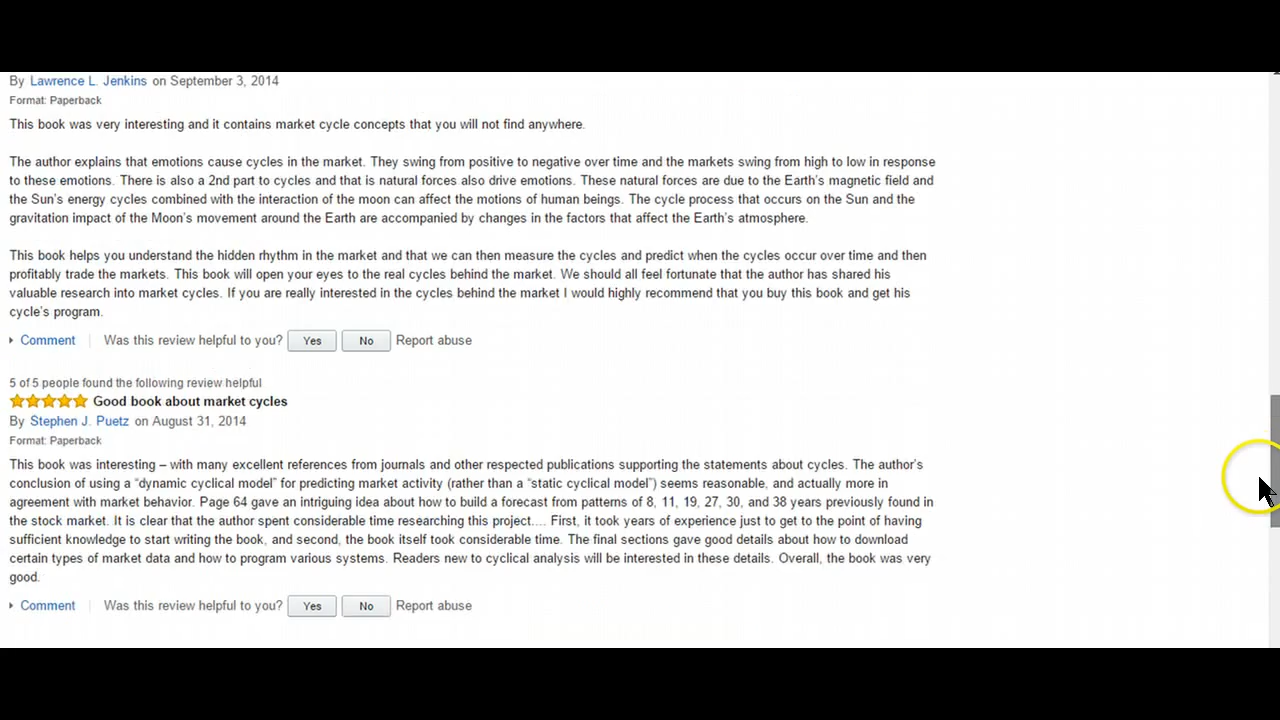 By Lawrence L. Jenkins on September 3, 2014
Format: Paperback
This book was very interesting and it contains market cycle concepts that you will not find anywhere.
The author explains that emotions cause cycles in the market. They swing from positive to negative over time and the markets swing from high to low in response
to these emotions. There is also a 2nd part to cycles and that is natural forces also drive emotions. These natural forces are due to the Earth's magnetic field and
the Sun's energy cycles combined with the interaction of the moon can affect the motions of human beings. The cycle process that occurs on the Sun and the
gravitation impact of the Moon's movement around the Earth are accompanied by changes in the factors that affect the Earth's atmosphere.
This book helps you understand the hidden rhythm in the market and that we can then measure the cycles and predict when the cycles occur over time and then
profitably trade the markets. This book will open your eyes to the real cycles behind the market. We should all feel fortunate that the author has shared his
valuable research into market cycles. If you are really interested in the cycles behind the market I would highly recommend that you buy this book and get his
cycle's program.
Comment Was this review helpful to you? Yes No Report abuse
5 of 5 people found the following review helpful
Good book about market cycles
By Stephen J. Puetz on August 31, 2014
Format: Paperback
This book was interesting – with many excellent references from journals and other respected publications supporting the statements about cycles. The author's
conclusion of using a “dynamic cyclical model” for predicting market activity (rather than a “static cyclical model”) seems reasonable, and actually more in
agreement with market behavior. Page 64 gave an intriguing idea about how to build a forecast from patterns of 8, 11, 19, 27, 30, and 38 years previously found in
the stock market. It is clear that the author spent considerable time researching this project.... First, it took years of experience just to get to the point of having
sufficient knowledge to start writing the book, and second, the book itself took considerable time. The final sections gave good details about how to download
certain types of market data and how to program various systems. Readers new to cyclical analysis will be interested in these details. Overall, the book was very
good.
Comment Was this review helpful to you? Yes No Report abuse